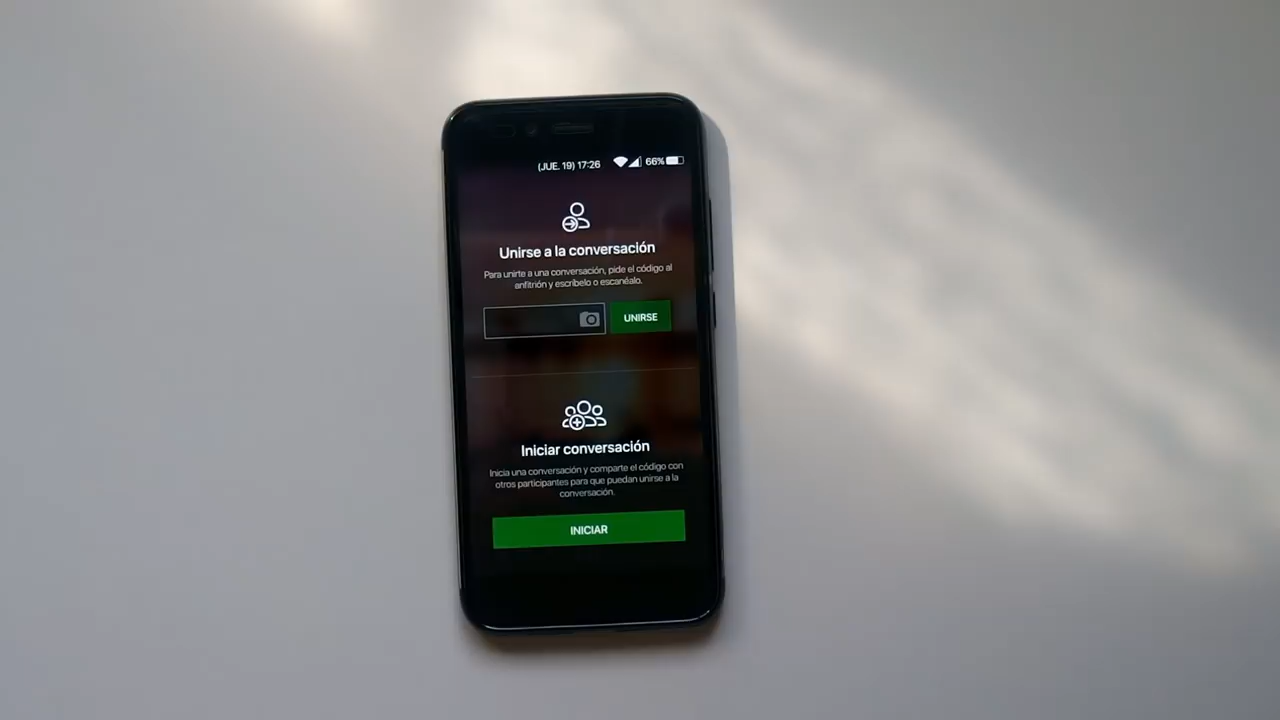 (JUE. 19) 17:26 66%
Unirse a la conversación
Para unirte a una conversación, pide el código al
anfitrión y escríbelo o escanéalo.
UNIRSE
Iniciar conversación
Inicia una conversación y comparte el código con
otros participantes para que puedan unirse a la
conversación.
INICIAR